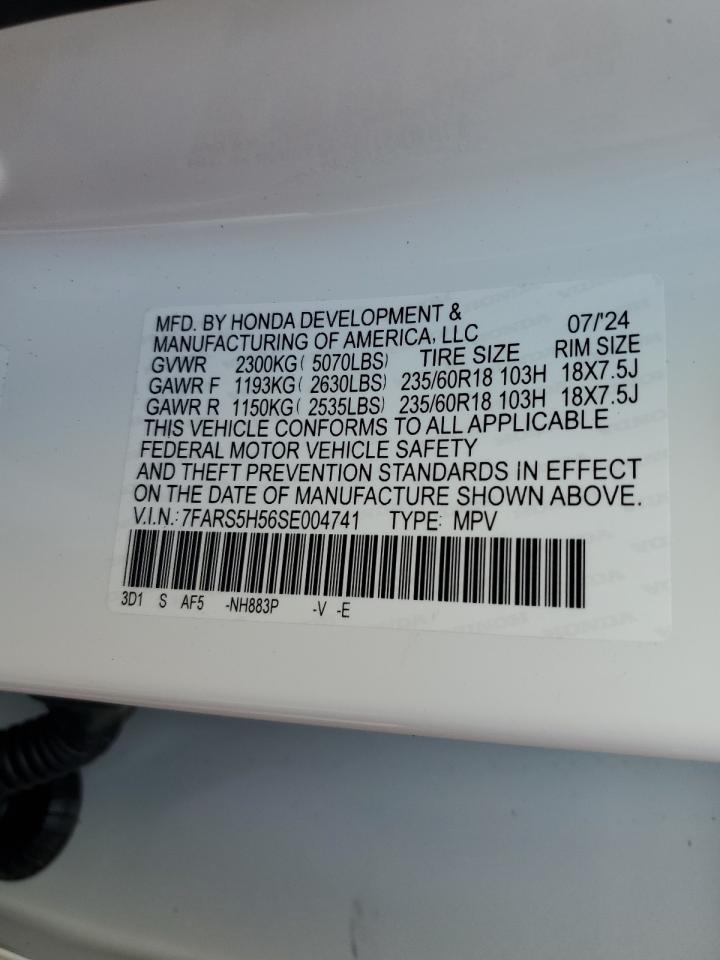 MFD. BY HONDA DEVELOPMENT &
MANUFACTURING OF AMERICA, LLC 07/'24
GVWR 2300KG( 5070LBS) TIRE SIZE RIM SIZE
GAWR F 1193KG( 2630LBS) 235/60R18 103H 18X7.5J
GAWR R 1150KG( 2535LBS) 235/60R18 103H 18X7.5J
THIS VEHICLE CONFORMS TO ALL APPLICABLE
FEDERAL MOTOR VEHICLE SAFETY
AND THEFT PREVENTION STANDARDS IN EFFECT
ON THE DATE OF MANUFACTURE SHOWN ABOVE.
V.I.N.: 7FARS5H56SE004741 TYPE: MPV
3D1 S AF5 -NH883P -V -E